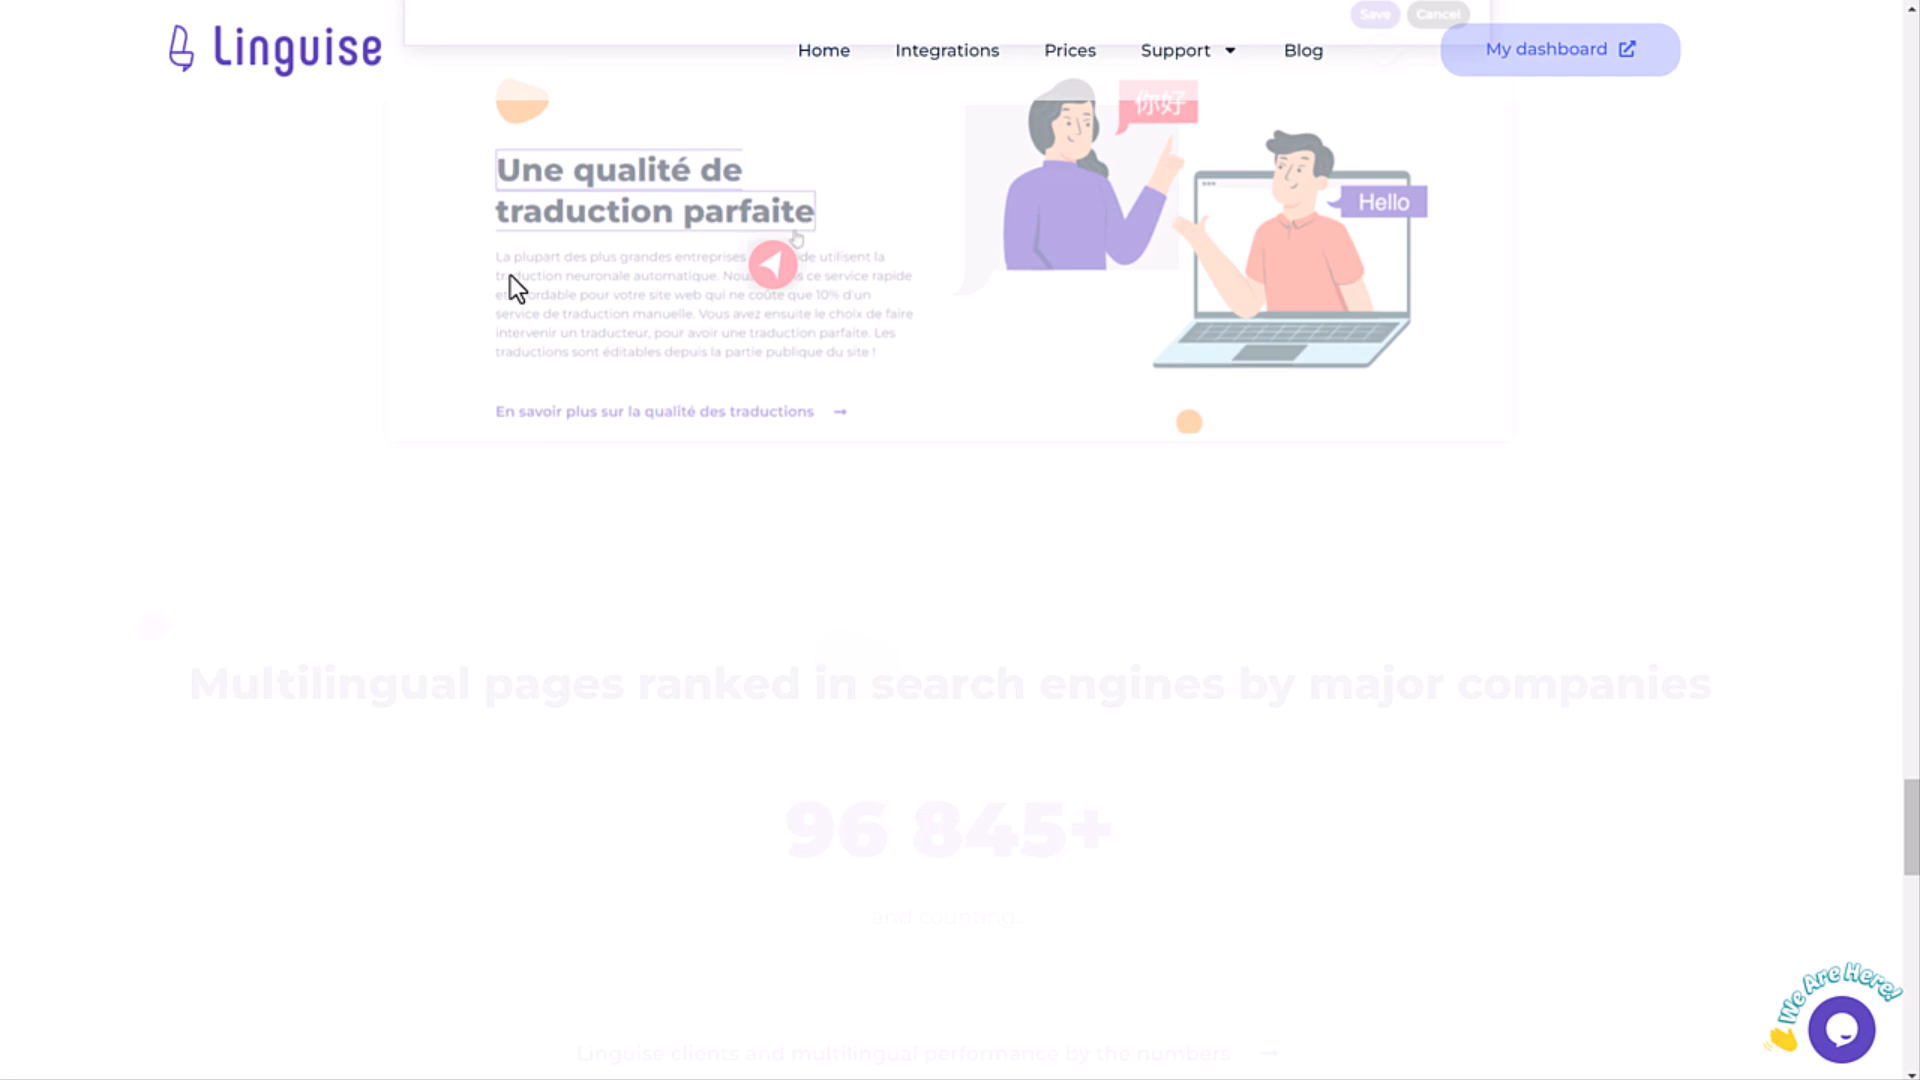 Save
Cancel
Linguise
Home
Integrations
Prices
Support
Blog
My dashboard
你好
Une qualité de
traduction parfaite
Hello
La plupart des plus grandes entreprises de utilisent la
traduction neuronale automatique. ce service rapide
abordable pour votre site web qui ne coûte que 10% d'un
service de traduction manuelle. Vous avez ensuite le choix de faire
intervenir un traducteur, pour avoir une traduction parfaite. Les
traductions sont éditables depuis la partie publique du site !
En savoir plus sur la qualité des traductions →
Multilingual pages ranked in search engines by major companies
96 845+
and counting...
We Are Here!
Linguise clients and multilingual performance by the numbers →